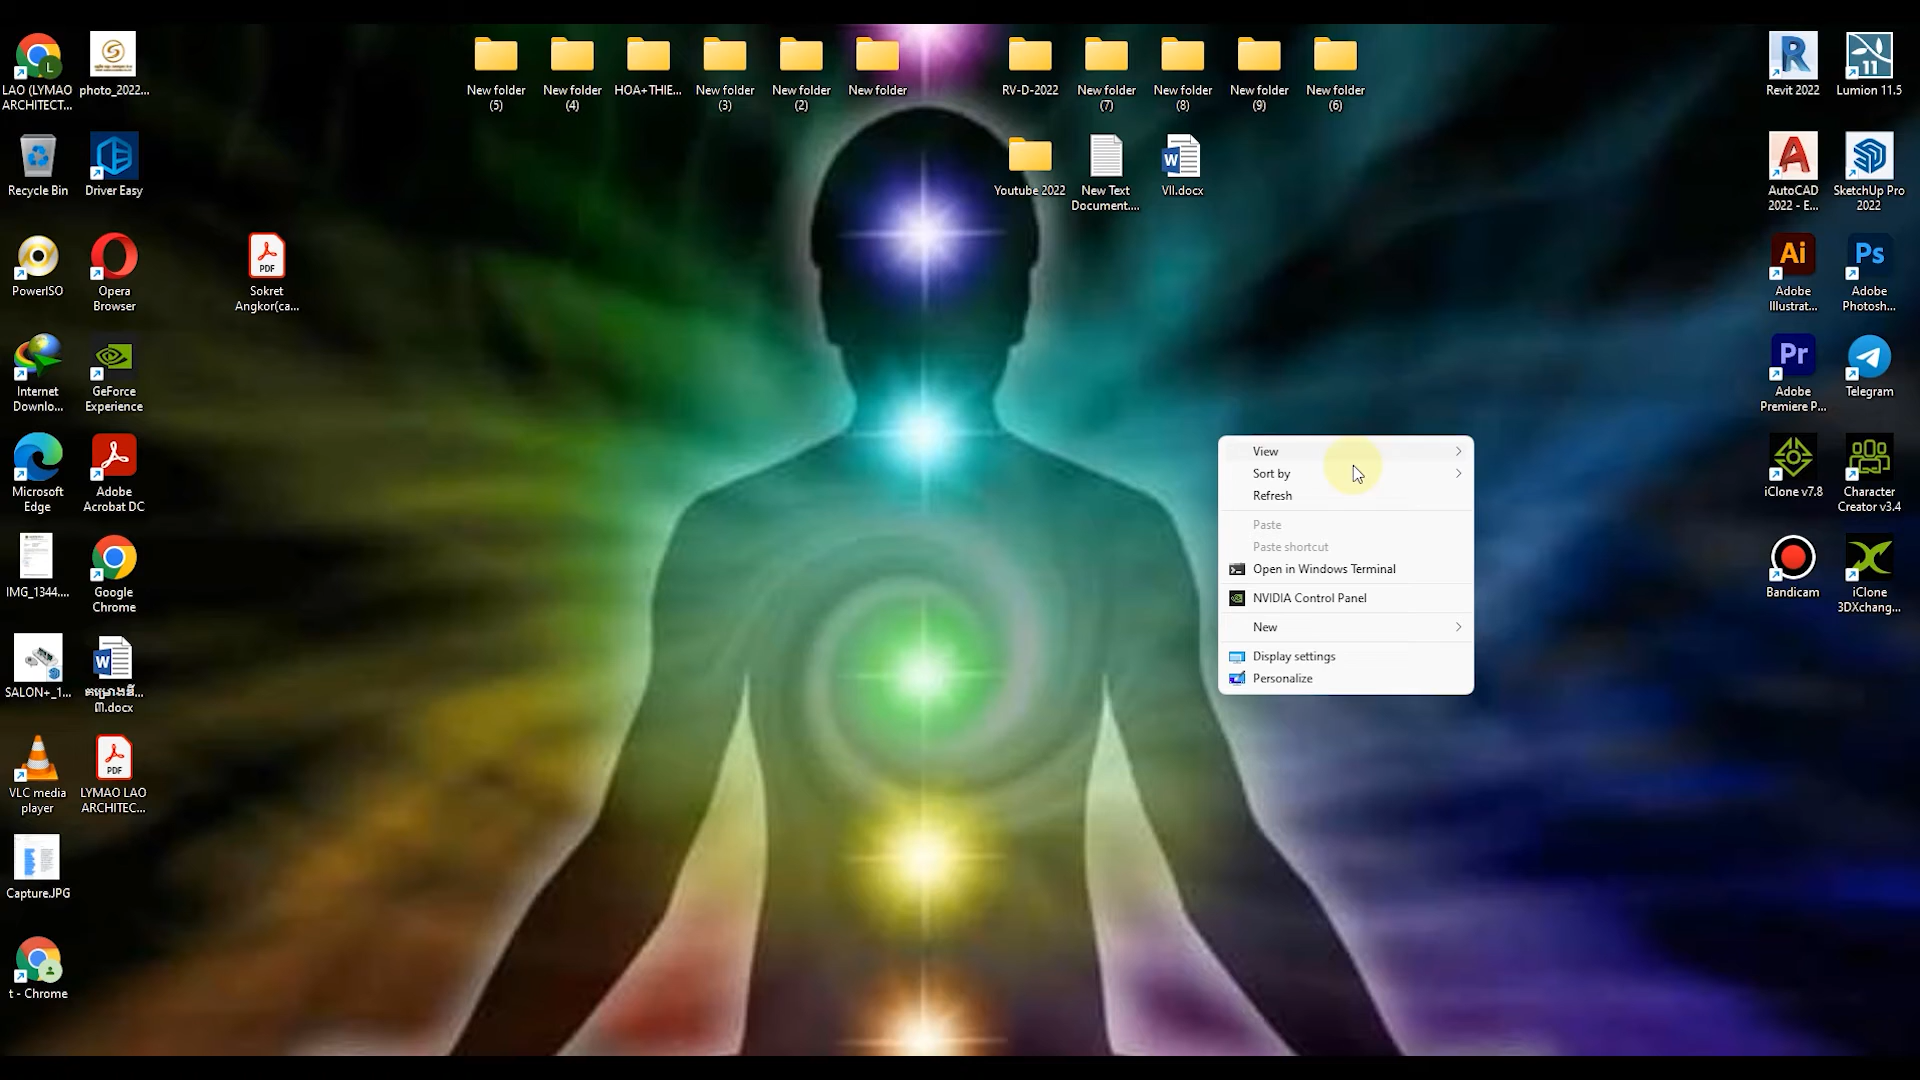 LAO (LYMAO
ARCHITECT...
photo_2022...
Recycle Bin
Driver Easy
PowerISO
Opera
Browser
Sokret
Angkor(ca...
Internet
Downlo...
GeForce
Experience
Microsoft
Edge
Adobe
Acrobat DC
IMG_1344....
Google
Chrome
SALON+_1...
៣.docx
VLC media
player
LYMAO LAO
ARCHITEC...
Capture.JPG
t - Chrome
New folder
(5)
New folder
(4)
HOA+THIE...
New folder
(3)
New folder
(2)
New folder
RV-D-2022
New folder
(7)
New folder
(8)
New folder
(9)
New folder
(6)
Youtube 2022
New Text
Document....
VII.docx
Revit 2022
Lumion 11.5
AutoCAD
2022 - E...
SketchUp Pro
2022
Adobe
Illustrat...
Adobe
Photosh...
Adobe
Premiere P...
Telegram
iClone v7.8
Character
Creator v3.4
Bandicam
iClone
3DXchang...
View
Sort by
Refresh
Paste
Paste shortcut
Open in Windows Terminal
NVIDIA Control Panel
New
Display settings
Personalize